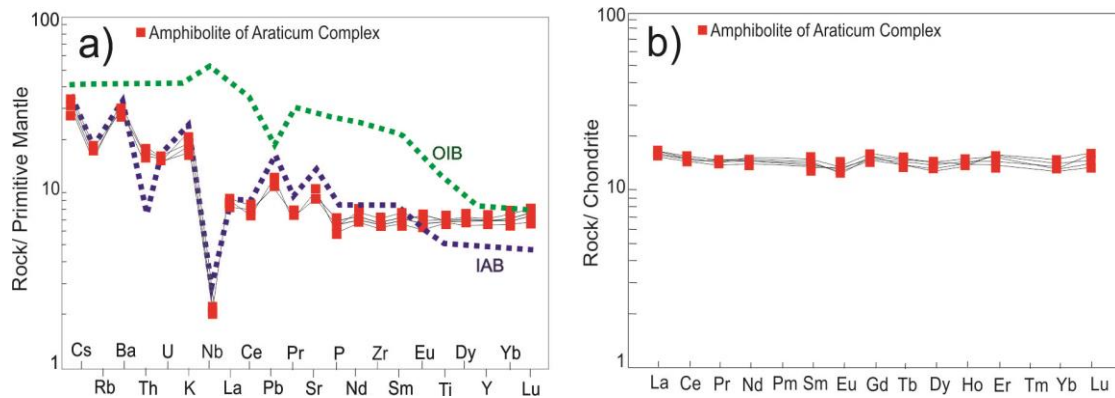 a)
Amphibolite of Araticum Complex
Rock/ Primitive Mantle
100
10
1
OIB
IAB
Cs Ba U Nb Ce Pr P Zr Eu Dy Yb
Rb Th K La Pb Sr Nd Sm Ti Y Lu
b)
Amphibolite of Araticum Complex
Rock/ Chondrite
100
10
1
La Ce Pr Nd Pm Sm Eu Gd Tb Dy Ho Er Tm Yb Lu